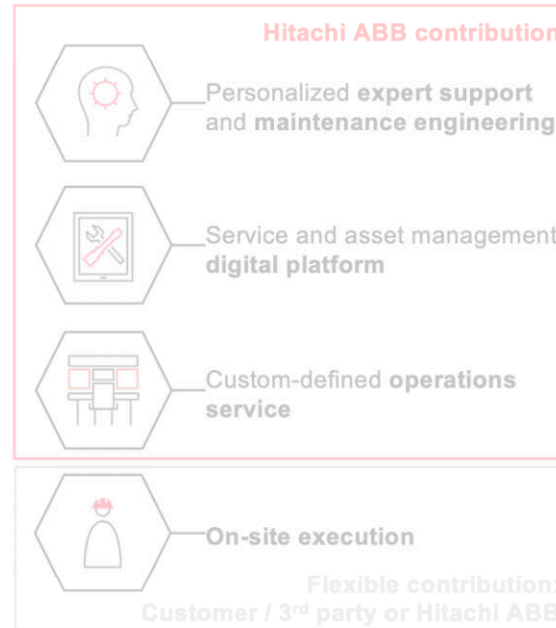 Hitachi ABB contribution
Personalized expert support
and maintenance engineering
Service and asset management
digital platform
Custom-defined operations
service
On-site execution
Flexible contribution:
Customer / 3rd party or Hitachi ABB